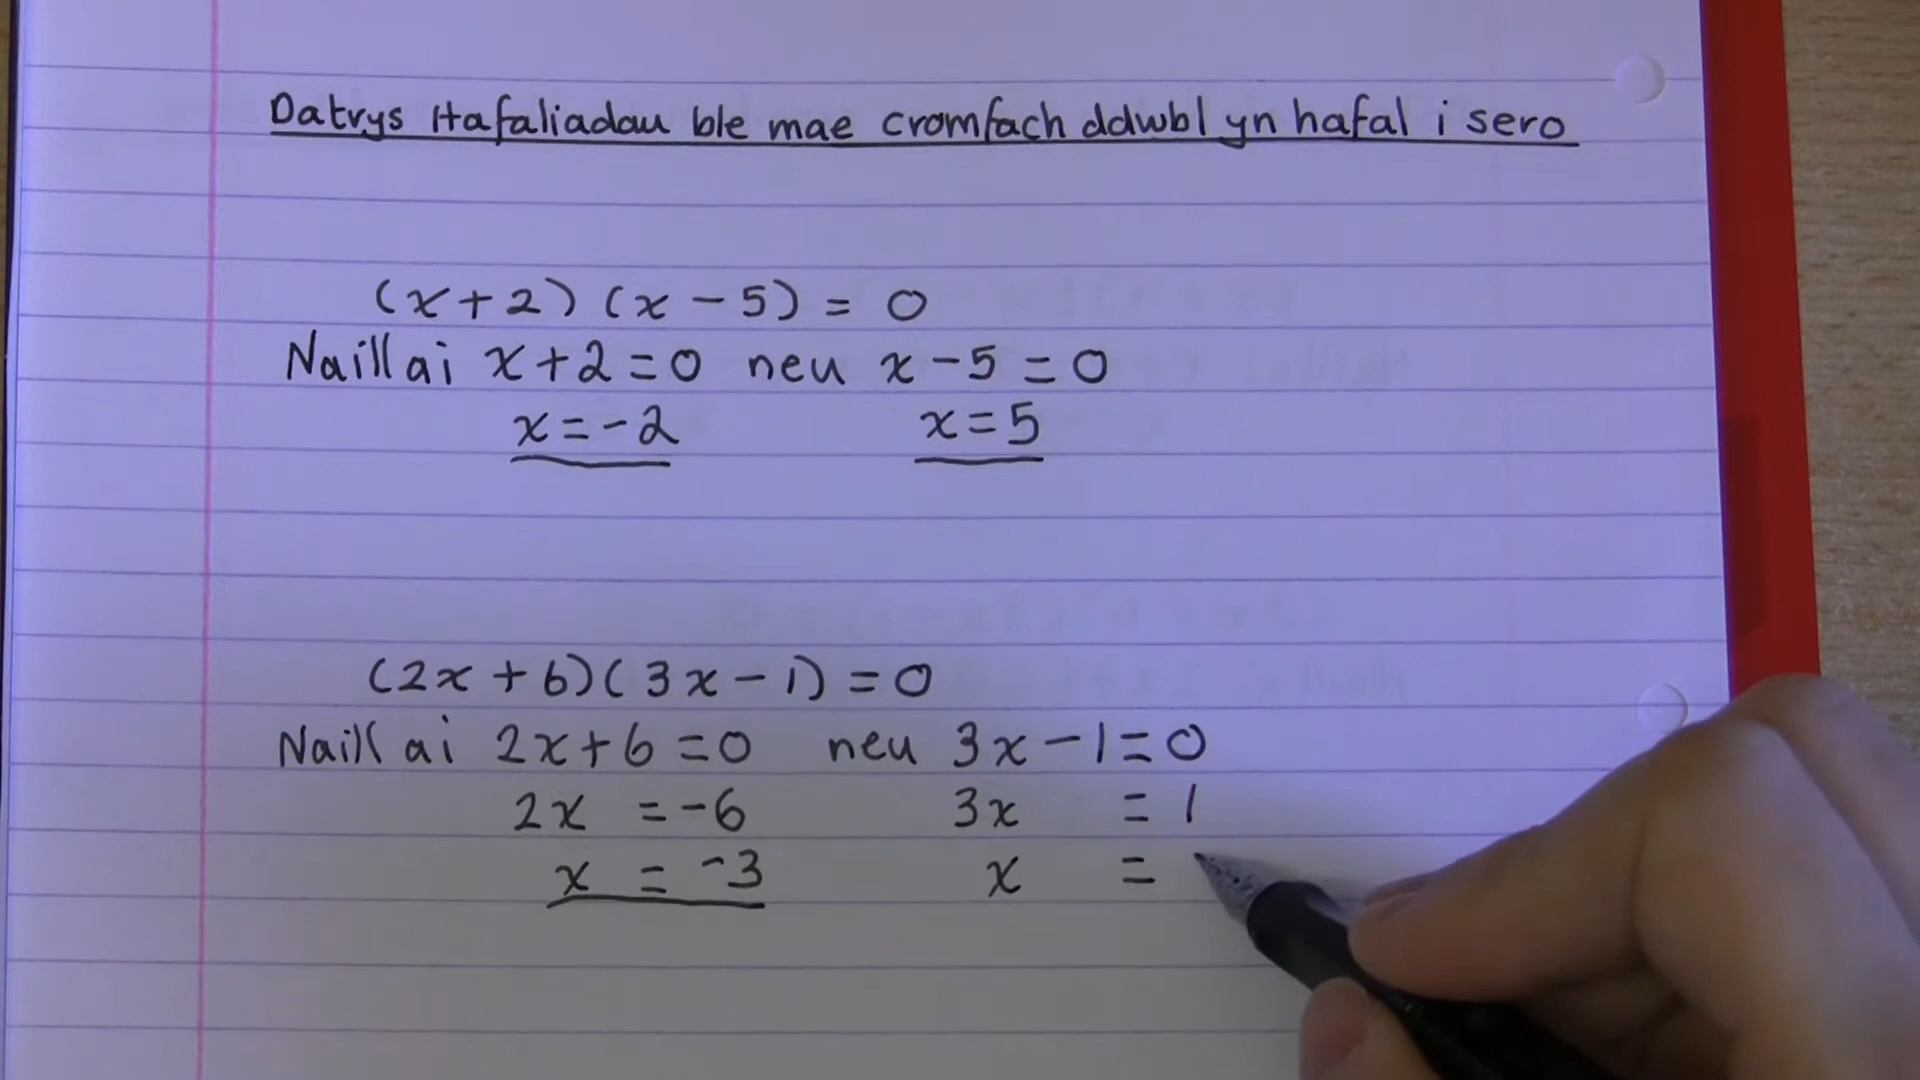 Datrys Hafaliadau ble mae cromfach ddwbl yn hafal i sero
(x+2)(x-5)=0
Naill ai x+2=0 neu x-5=0
x=-2 x=5
(2x+6)(3x-1)=0
Naill ai 2x+6=0 neu 3x-1=0
2x =-6 3x =1
x = -3 x =